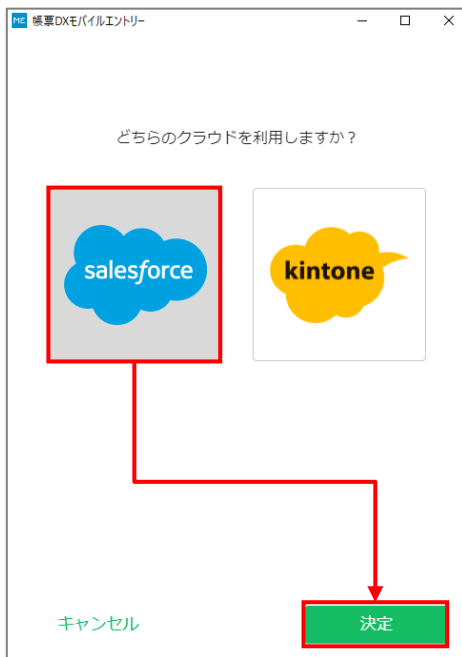 ME 帳票DXモバイルエントリー
どちらのクラウドを利用しますか？
salesforce
kintone
キャンセル
決定